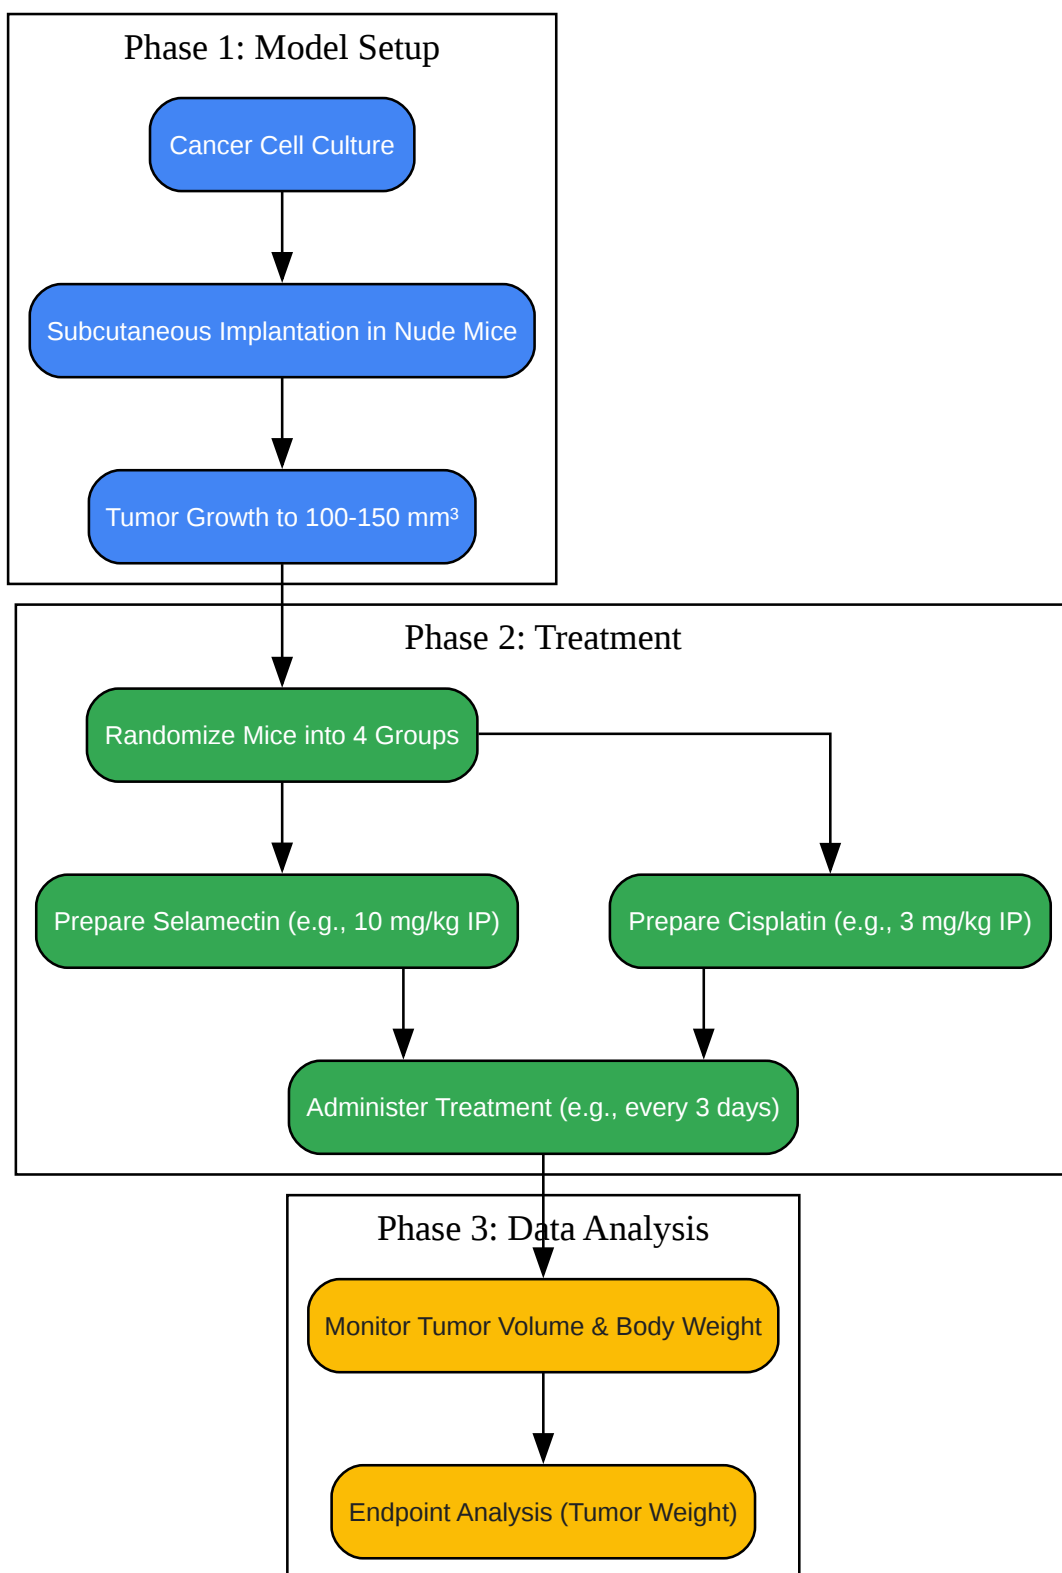 Phase 1: Model Setup
Cancer Cell Culture
Subcutaneous Implantation in Nude Mice
Tumor Growth to 100-150 mm³
Phase 2: Treatment
Randomize Mice into 4 Groups
Prepare Selamectin (e.g., 10 mg/kg IP)
Prepare Cisplatin (e.g., 3 mg/kg IP)
Administer Treatment (e.g., every 3 days)
Phase 3: Data Analysis
Monitor Tumor Volume & Body Weight
Endpoint Analysis (Tumor Weight)